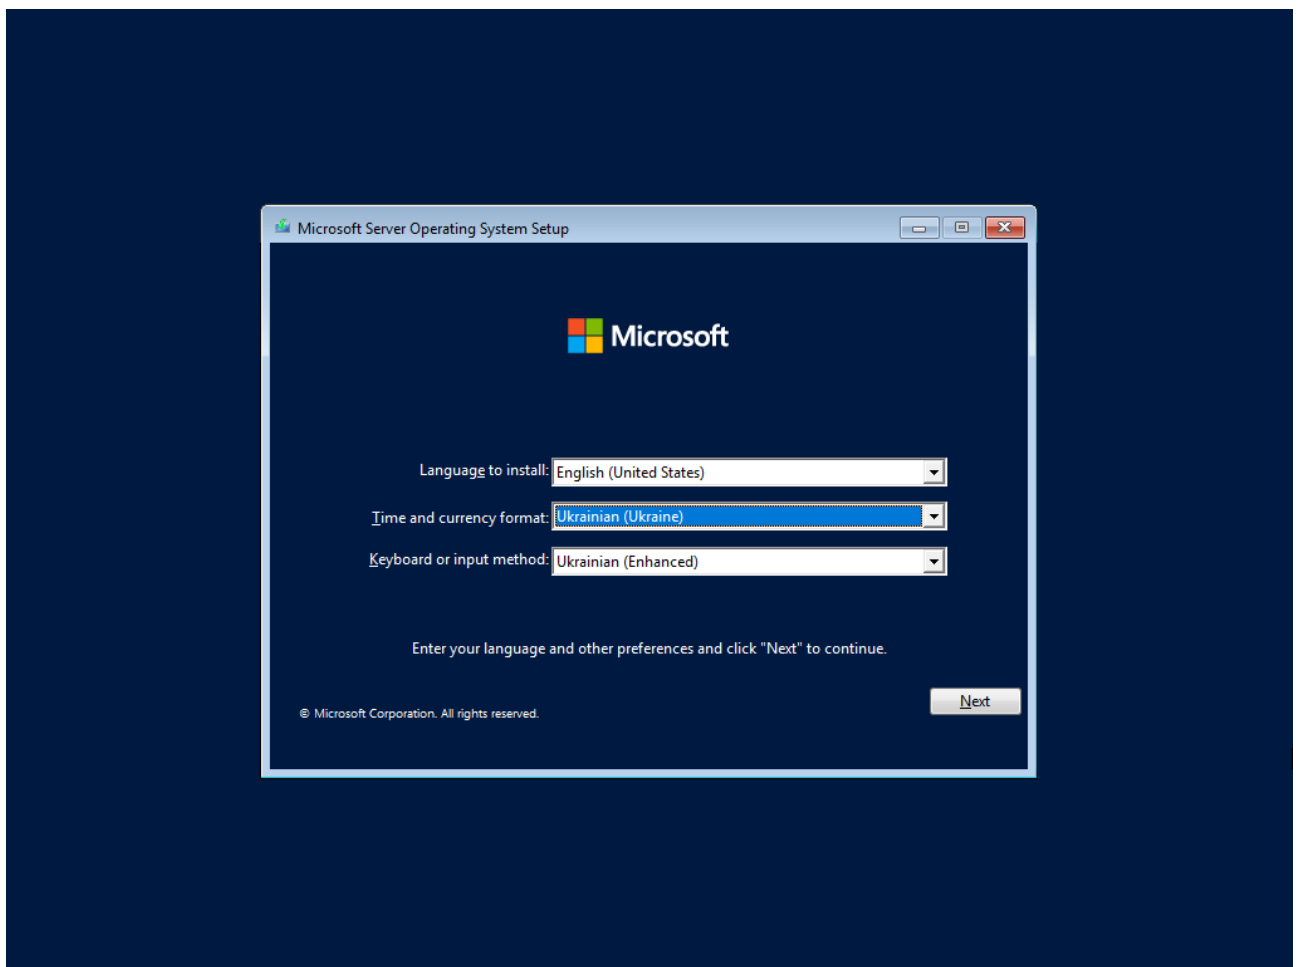 Microsoft Server Operating System Setup
Microsoft
Language to install: English (United States)
Time and currency format: Ukrainian (Ukraine)
Keyboard or input method: Ukrainian (Enhanced)
Enter your language and other preferences and click "Next" to continue.
Next
© Microsoft Corporation. All rights reserved.